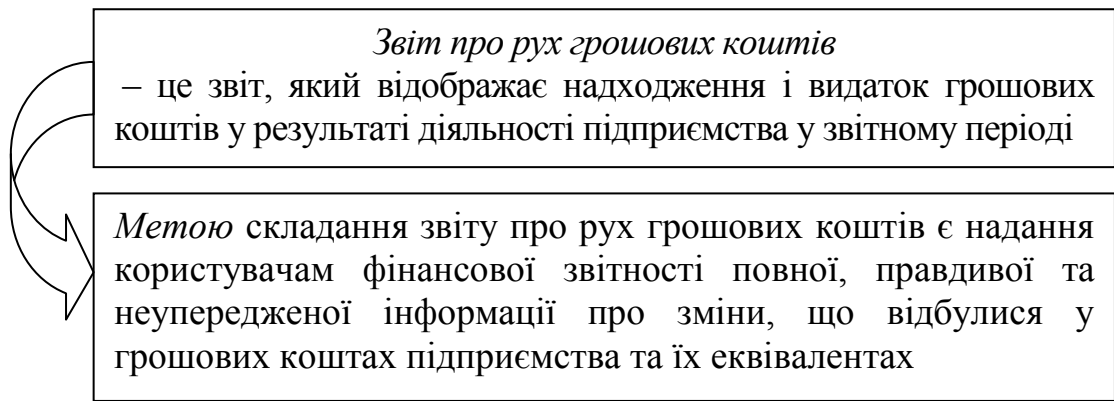 Звіт про рух грошових коштів
– це звіт, який відображає надходження і видаток грошових
коштів у результаті діяльності підприємства у звітному періоді
Метою складання звіту про рух грошових коштів є надання
користувачам фінансової звітності повної, правдивої та
неупередженої інформації про зміни, що відбулися у
грошових коштах підприємства та їх еквівалентах